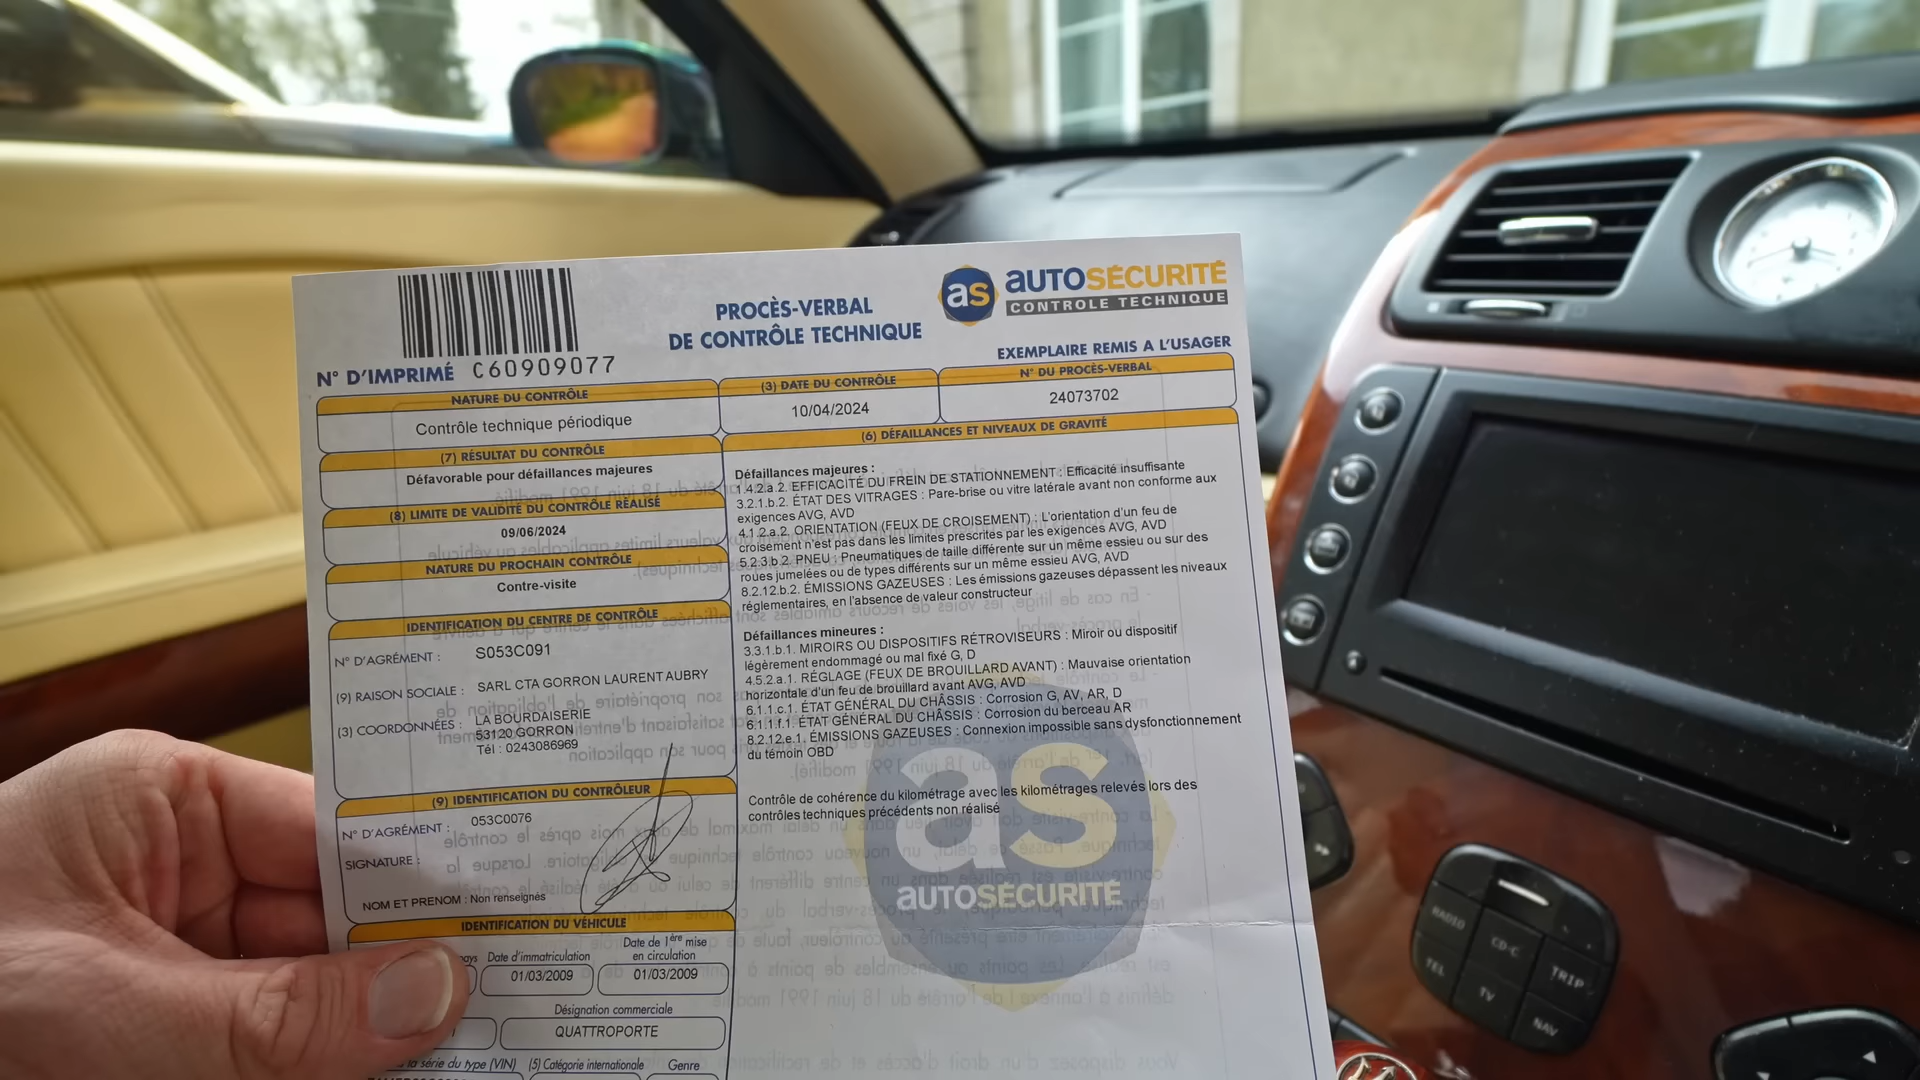 as AUTOSÉCURITÉ
CONTROLE TECHNIQUE
PROCÈS-VERBAL
DE CONTRÔLE TECHNIQUE
EXEMPLAIRE REMIS A L'USAGER
N° D'IMPRIMÉ C60909077
NATURE DU CONTRÔLE
Contrôle technique périodique
(3) DATE DU CONTRÔLE
10/04/2024
N° DU PROCÈS-VERBAL
24073702
(7) RÉSULTAT DU CONTRÔLE
Défavorable pour défaillances majeures
(8) LIMITE DE VALIDITÉ DU CONTRÔLE RÉALISÉ
09/06/2024
NATURE DU PROCHAIN CONTRÔLE
Contre-visite
IDENTIFICATION DU CENTRE DE CONTRÔLE
N° D'AGRÉMENT : S053C091
(9) RAISON SOCIALE : SARL CTA GORRON LAURENT AUBRY
(3) COORDONNÉES : LA BOURDAISERIE
53120 GORRON
Tél : 0243086969
(9) IDENTIFICATION DU CONTRÔLEUR
N° D'AGRÉMENT : 053C0076
SIGNATURE :
NOM ET PRENOM : Non renseignés
IDENTIFICATION DU VÉHICULE
Date d'immatriculation
01/03/2009
Date de 1ère mise
en circulation
01/03/2009
Désignation commerciale
QUATTROPORTE
la série du type (VIN) (5) Catégorie internationale Genre
(6) DÉFAILLANCES ET NIVEAUX DE GRAVITÉ
Défaillances majeures :
1.4.2.a.2. EFFICACITÉ DU FREIN DE STATIONNEMENT : Efficacité insuffisante
3.2.1.b.2. ÉTAT DES VITRAGES : Pare-brise ou vitre latérale avant non conforme aux
exigences AVG, AVD
4.1.2.a.2. ORIENTATION (FEUX DE CROISEMENT) : L'orientation d'un feu de
croisement n'est pas dans les limites prescrites par les exigences AVG, AVD
5.2.3.b.2. PNEU : Pneumatiques de taille différente sur un même essieu ou sur des
roues jumelées ou de types différents sur un même essieu AVG, AVD
8.2.12.b.2. ÉMISSIONS GAZEUSES : Les émissions gazeuses dépassent les niveaux
réglementaires, en l'absence de valeur constructeur
Défaillances mineures :
3.3.1.b.1. MIROIRS OU DISPOSITIFS RÉTROVISEURS : Miroir ou dispositif
légèrement endommagé ou mal fixé G, D
4.5.2.a.1. RÉGLAGE (FEUX DE BROUILLARD AVANT) : Mauvaise orientation
horizontale d'un feu de brouillard avant AVG, AVD
6.1.1.c.1. ÉTAT GÉNÉRAL DU CHÂSSIS : Corrosion G, AV, AR, D
6.1.1.f.1. ÉTAT GÉNÉRAL DU CHÂSSIS : Corrosion du berceau AR
8.2.12.e.1. ÉMISSIONS GAZEUSES : Connexion impossible sans dysfonctionnement
du témoin OBD
Contrôle de cohérence du kilométrage avec les kilométrages relevés lors des
contrôles techniques précédents non réalisé
as
AUTOSÉCURITÉ
RADIO
CD-C
TRIP
TEL
TV
NAV